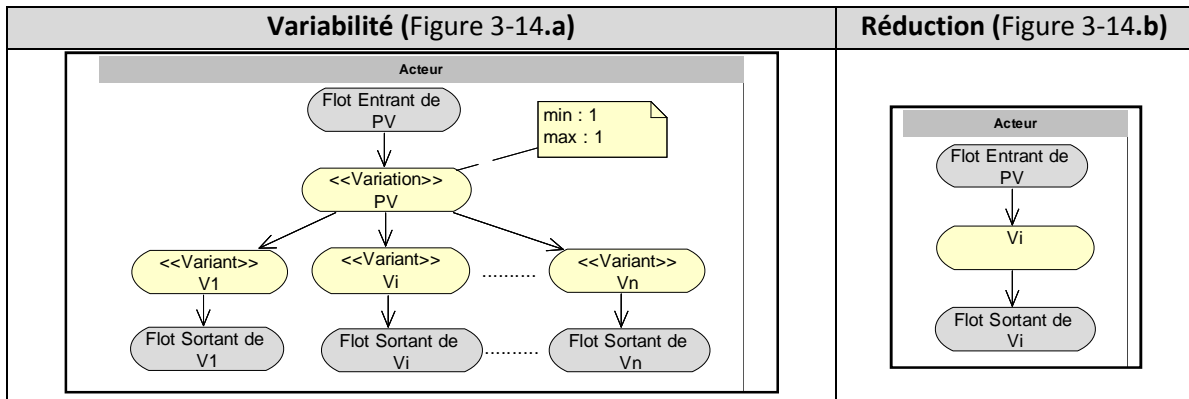 Variabilité (Figure 3-14.a)
Réduction (Figure 3-14.b)
Acteur
Flot Entrant de
PV
min : 1
max : 1
<<Variation>>
PV
<<Variant>>
V1
<<Variant>>
Vi
..........
<<Variant>>
Vn
Flot Sortant de
V1
Flot Sortant de
Vi
..........
Flot Sortant de
Vn
Acteur
Flot Entrant de
PV
Vi
Flot Sortant de
Vi